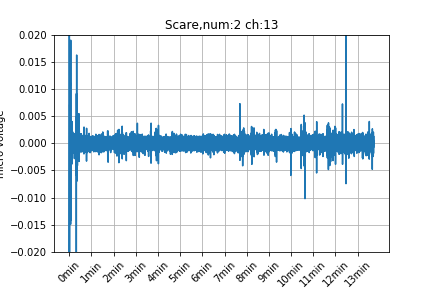 Scare,num:2 ch:13
0.020
0.015
0.010
0.005
0.000
−0.005
−0.010
−0.015
−0.020
micro voltage
0min
1min
2min
3min
4min
5min
6min
7min
8min
9min
10min
11min
12min
13min